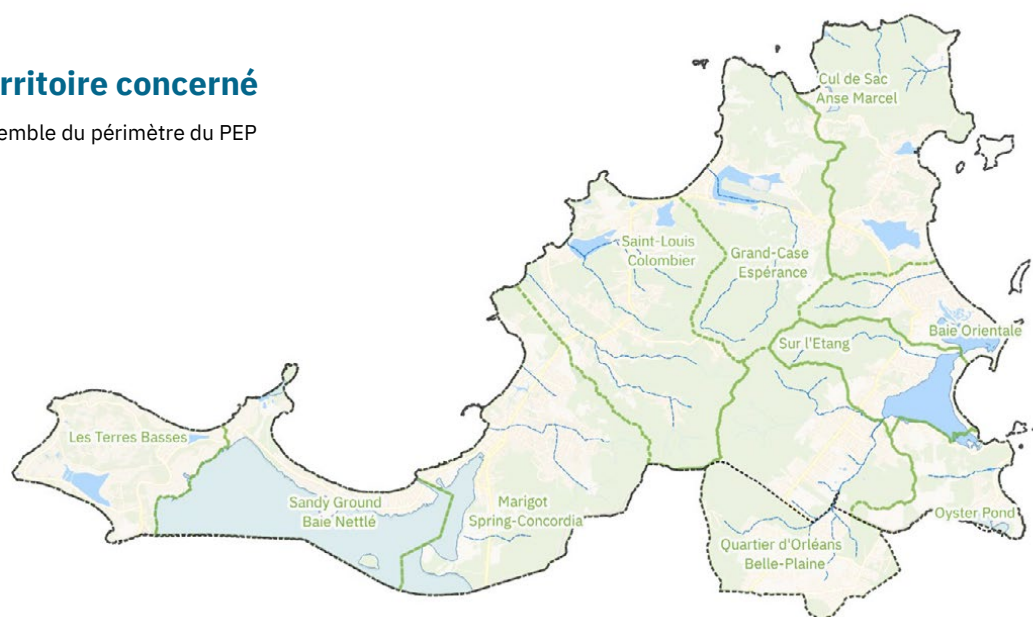 rritoire concerné
emble du périmètre du PEP
Cul de Sac
Anse Marcel
Saint-Louis
Colombier
Grand-Case
Espérance
Baie Orientale
Sur l'Etang
Les Terres Basses
Sandy Ground
Baie Nettlé
Marigot
Spring-Concordia
Oyster Pond
Quartier d'Orléans
Belle-Plaine